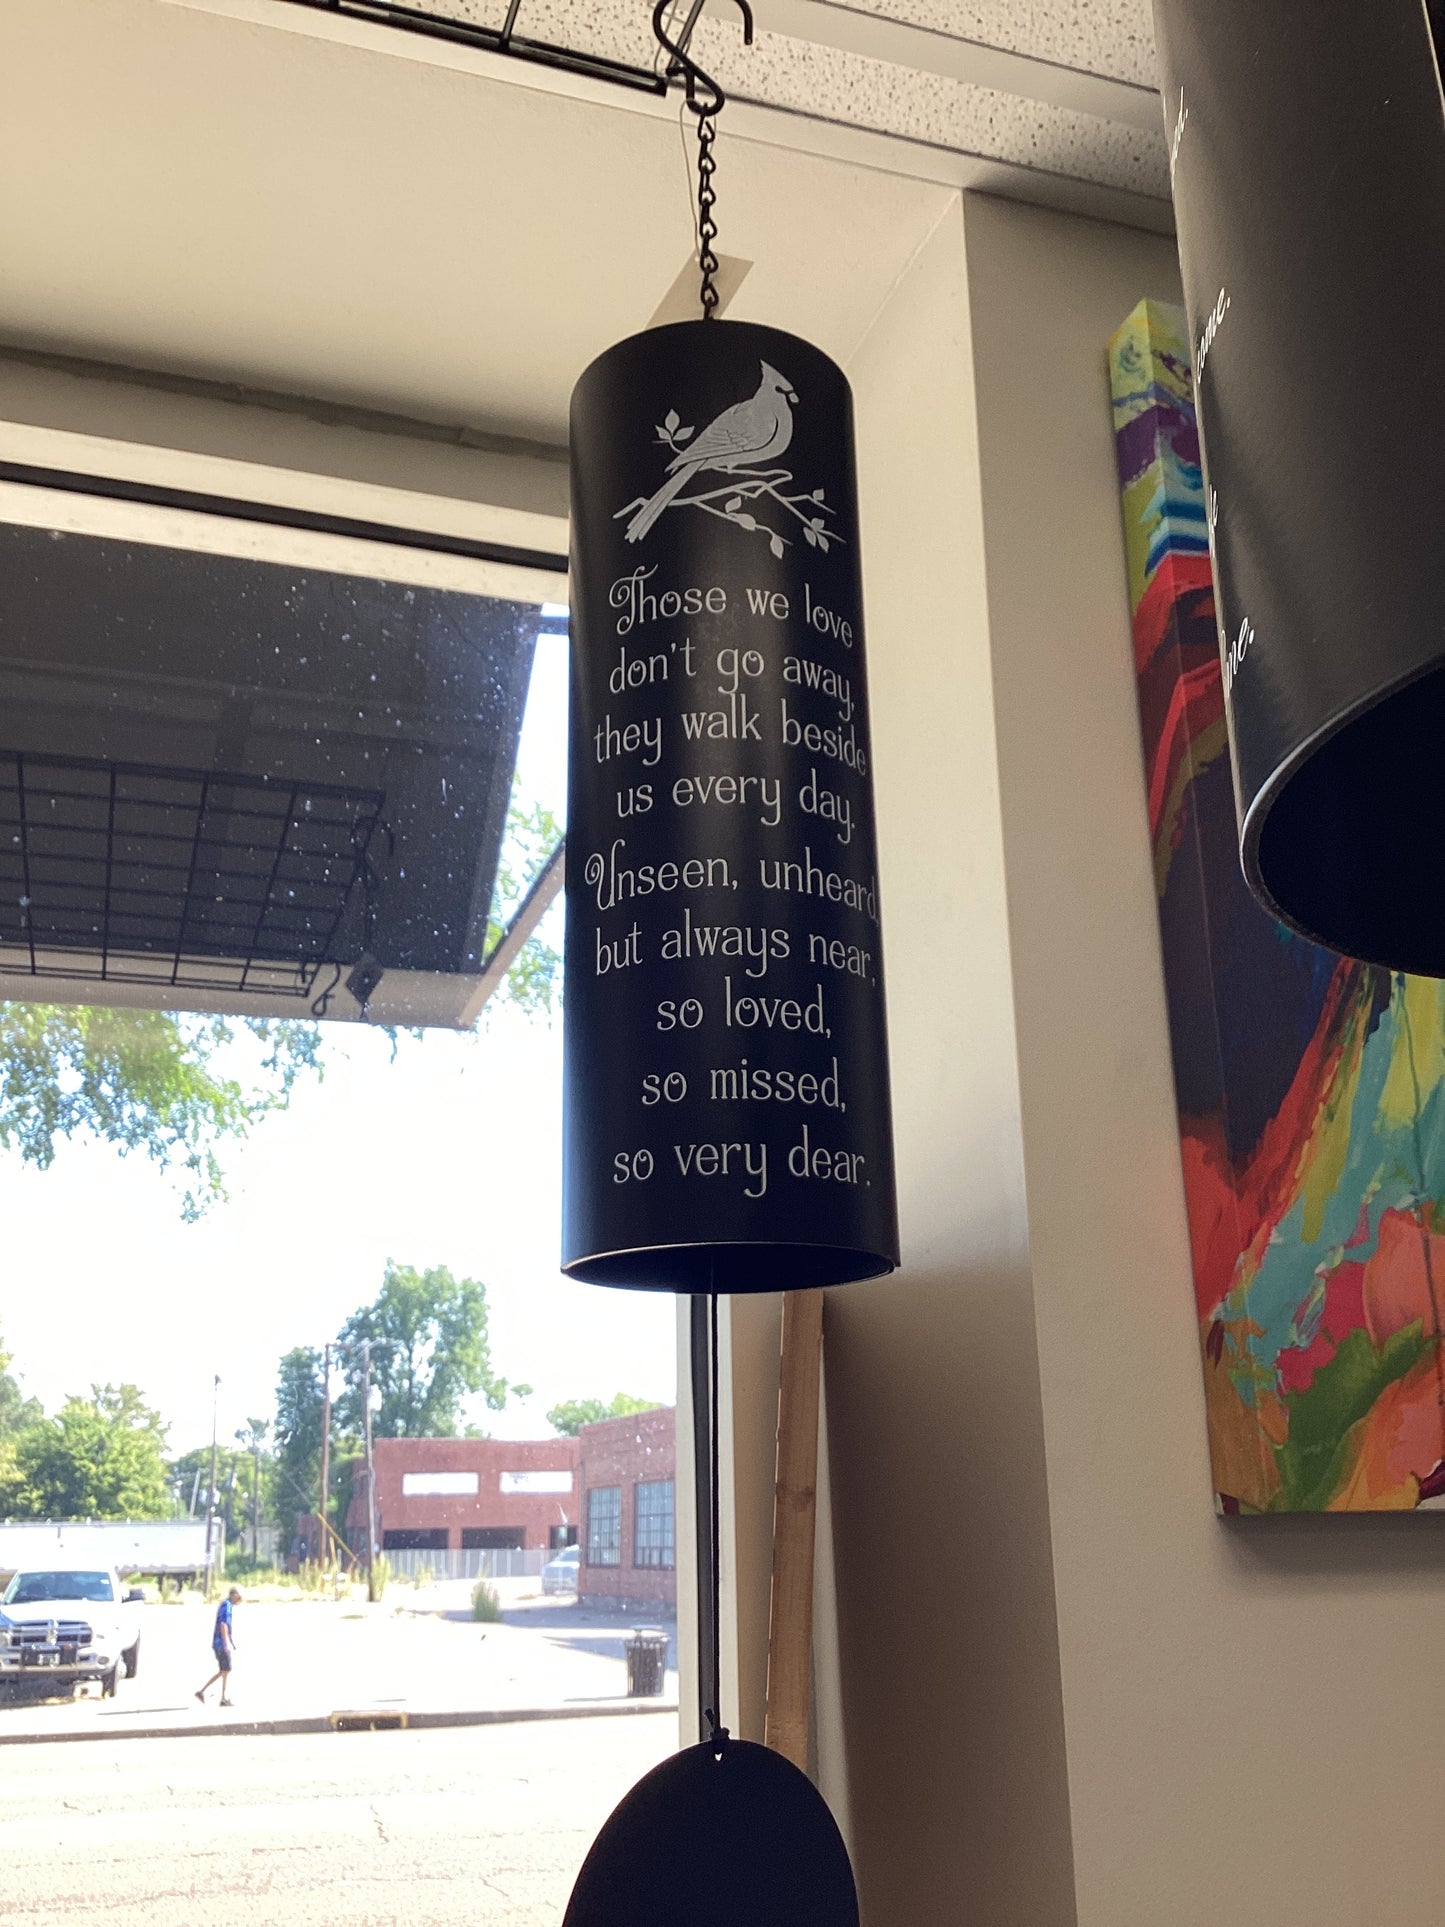 Those we love
don't go away,
they walk beside
us every day.
Unseen, unheard,
but always near,
so loved,
so missed,
so very dear.